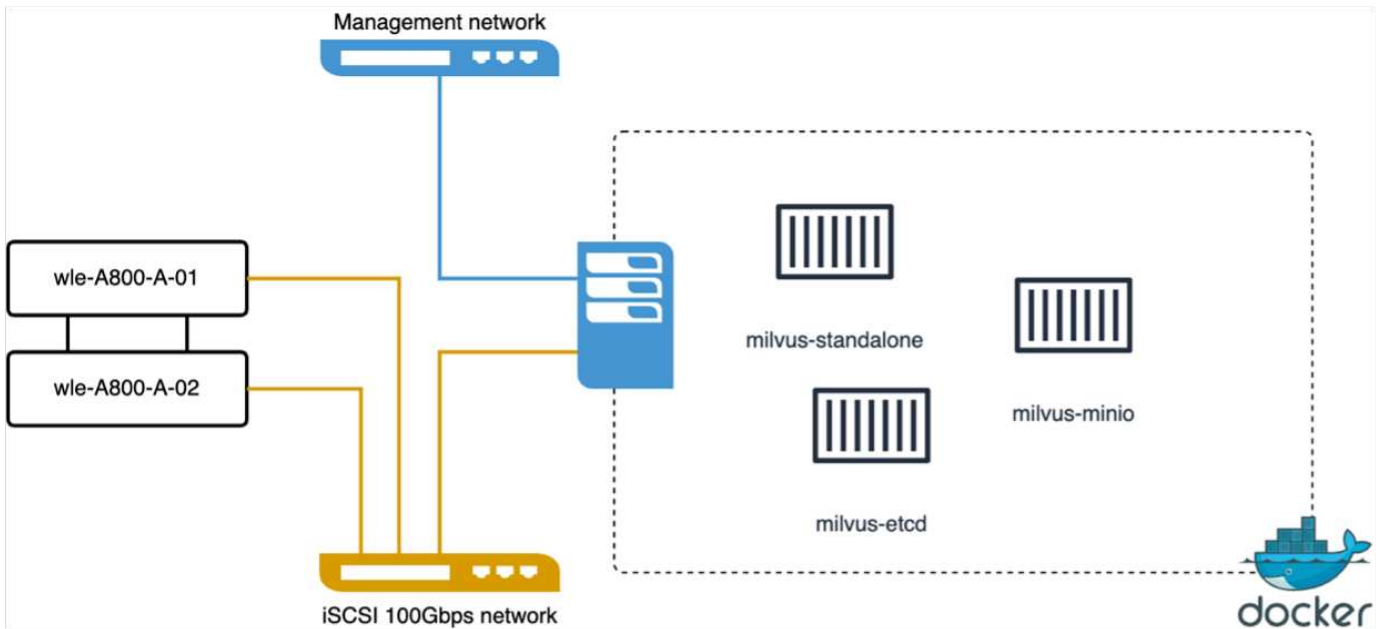 Management network
wle-A800-A-01
wle-A800-A-02
milvus-standalone
milvus-minio
milvus-etcd
iSCSI 100Gbps network
docker